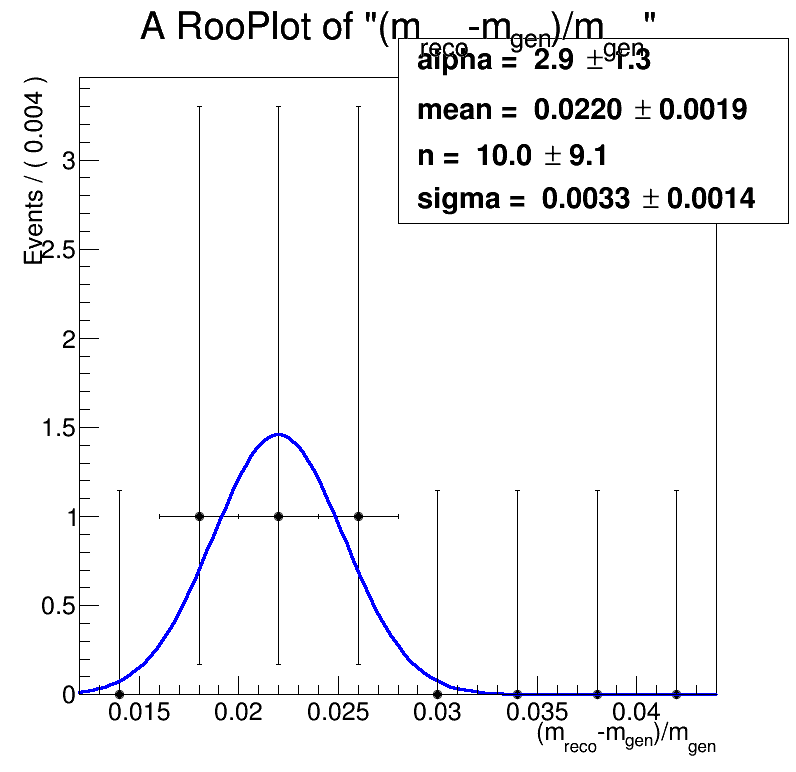 A RooPlot of "(mreco-mgen)/mgen"
alpha = 2.9 ± 1.3
mean = 0.0220 ± 0.0019
n = 10.0 ± 9.1
sigma = 0.0033 ± 0.0014
Events / ( 0.004 )
3
2.5
2
1.5
1
0.5
0
0.015 0.02 0.025 0.03 0.035 0.04
(mreco-mgen)/mgen